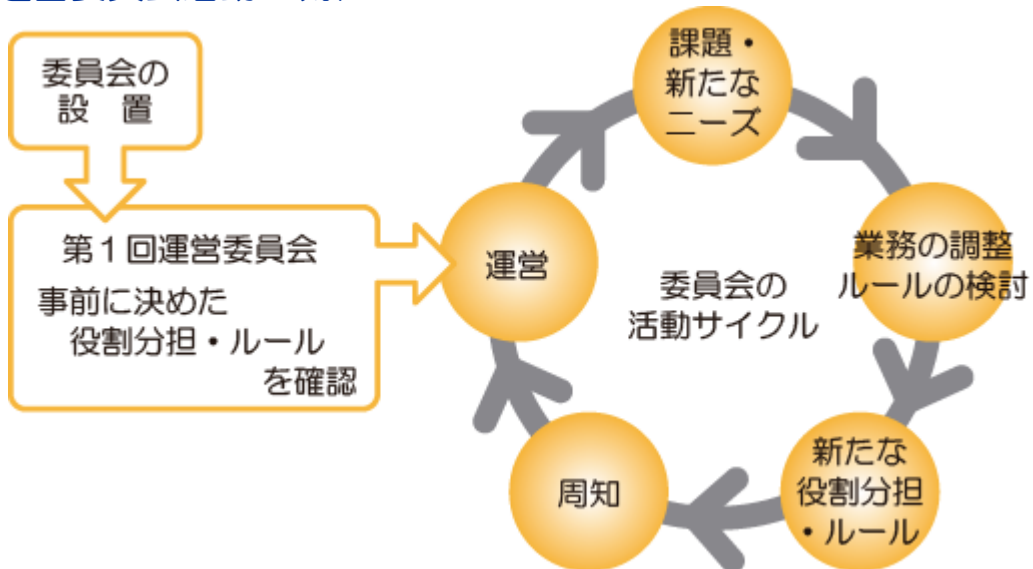 委員会の
設　置
第１回運営委員会
事前に決めた
役割分担・ルール
を確認
運営
課題・
新たな
ニーズ
業務の調整
ルールの検討
新たな
役割分担
・ルール
周知
委員会の
活動サイクル